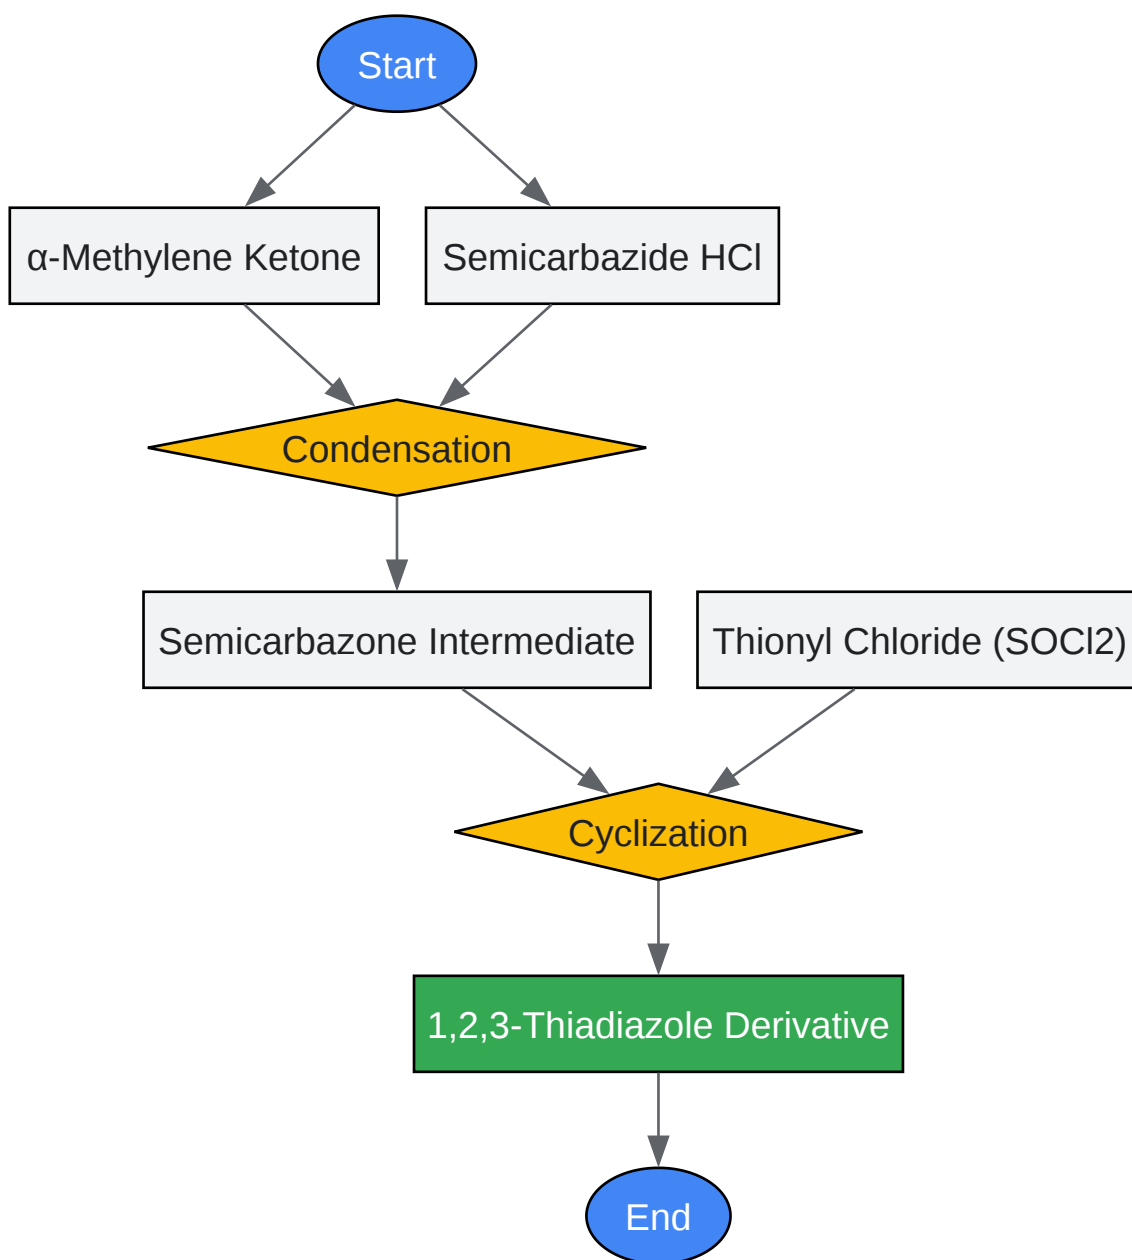 Start
α-Methylene Ketone
Semicarbazide HCl
Condensation
Semicarbazone Intermediate
Thionyl Chloride (SOCl2)
Cyclization
1,2,3-Thiadiazole Derivative
End